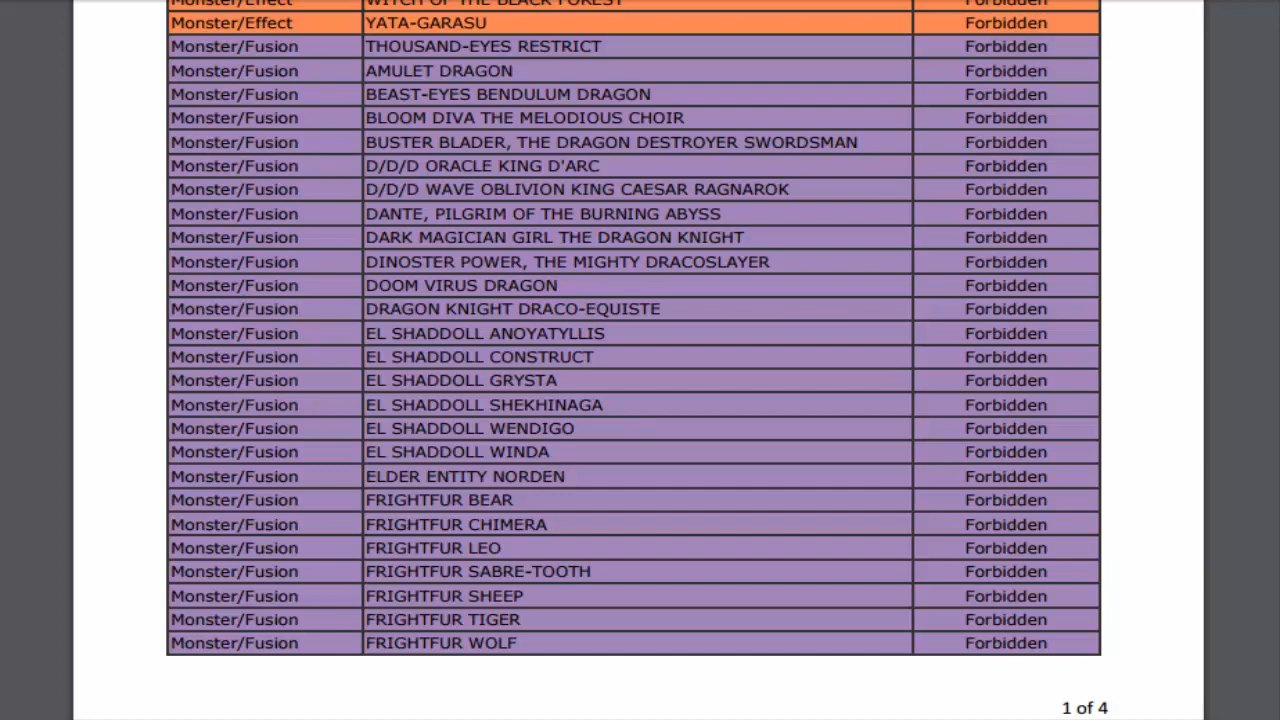 Monster/Effect WITCH OF THE BLACK FOREST Forbidden
Monster/Effect YATA-GARASU Forbidden
Monster/Fusion THOUSAND-EYES RESTRICT Forbidden
Monster/Fusion AMULET DRAGON Forbidden
Monster/Fusion BEAST-EYES BENDULUM DRAGON Forbidden
Monster/Fusion BLOOM DIVA THE MELODIOUS CHOIR Forbidden
Monster/Fusion BUSTER BLADER, THE DRAGON DESTROYER SWORDSMAN Forbidden
Monster/Fusion D/D/D ORACLE KING D'ARC Forbidden
Monster/Fusion D/D/D WAVE OBLIVION KING CAESAR RAGNAROK Forbidden
Monster/Fusion DANTE, PILGRIM OF THE BURNING ABYSS Forbidden
Monster/Fusion DARK MAGICIAN GIRL THE DRAGON KNIGHT Forbidden
Monster/Fusion DINOSTER POWER, THE MIGHTY DRACOSLAYER Forbidden
Monster/Fusion DOOM VIRUS DRAGON Forbidden
Monster/Fusion DRAGON KNIGHT DRACO-EQUISTE Forbidden
Monster/Fusion EL SHADDOLL ANOYATYLLIS Forbidden
Monster/Fusion EL SHADDOLL CONSTRUCT Forbidden
Monster/Fusion EL SHADDOLL GRYSTA Forbidden
Monster/Fusion EL SHADDOLL SHEKHINAGA Forbidden
Monster/Fusion EL SHADDOLL WENDIGO Forbidden
Monster/Fusion EL SHADDOLL WINDA Forbidden
Monster/Fusion ELDER ENTITY NORDEN Forbidden
Monster/Fusion FRIGHTFUR BEAR Forbidden
Monster/Fusion FRIGHTFUR CHIMERA Forbidden
Monster/Fusion FRIGHTFUR LEO Forbidden
Monster/Fusion FRIGHTFUR SABRE-TOOTH Forbidden
Monster/Fusion FRIGHTFUR SHEEP Forbidden
Monster/Fusion FRIGHTFUR TIGER Forbidden
Monster/Fusion FRIGHTFUR WOLF Forbidden
1 of 4